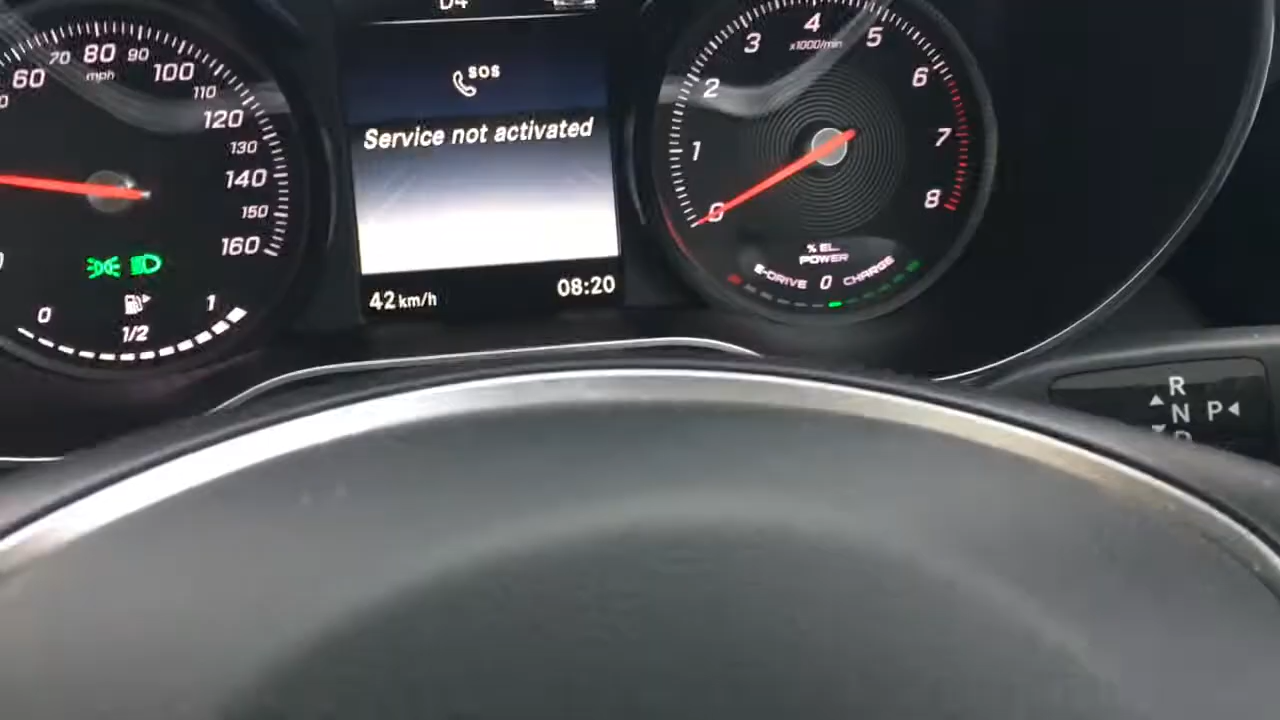 D4
70 80 90
60 mph 100
110
120
130
140
150
160
0 1
1/2
SOS
Service not activated
42 km/h 08:20
4
3 x1000/min 5
2 6
1 7
0 8
% EL.
POWER
E-DRIVE 0 CHARGE
R
N P
D